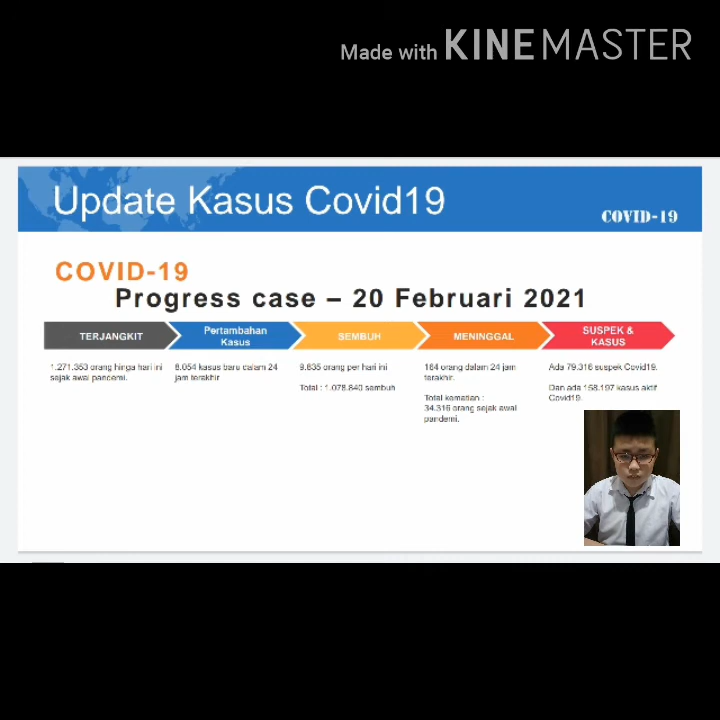 Made with KINEMASTER
Update Kasus Covid19
COVID-19
COVID-19
Progress case – 20 Februari 2021
TERJANGKIT
Pertambahan
Kasus
SEMBUH
MENINGGAL
SUSPEK &
KASUS
1.271.353 orang hingga hari ini
sejak awal pandemi.
8.054 kasus baru dalam 24
jam terakhir
9.835 orang per hari ini
Total : 1.078.840 sembuh
164 orang dalam 24 jam
terakhir.
Total kematian :
34.316 orang sejak awal
pandemi.
Ada 79.316 suspek Covid19.
Dan ada 158.197 kasus aktif
Covid19.